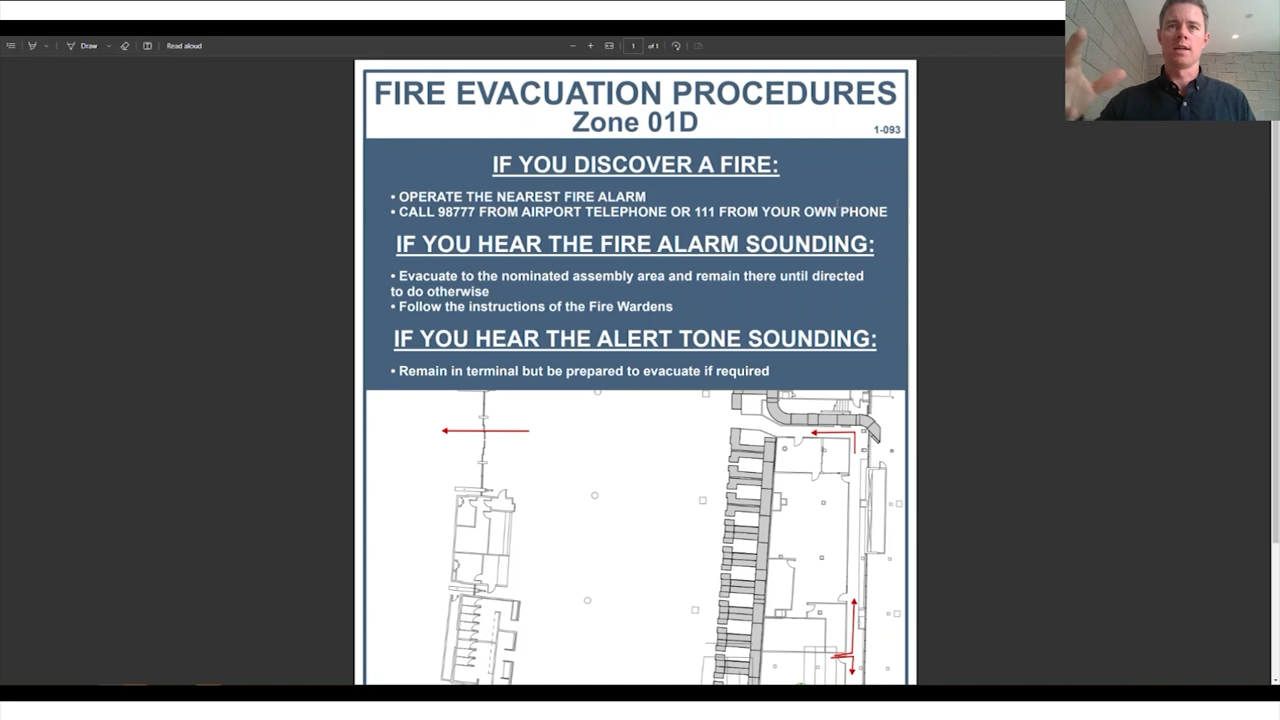 Draw
Read aloud
1
of 1
FIRE EVACUATION PROCEDURES
Zone 01D
1-093
IF YOU DISCOVER A FIRE:
• OPERATE THE NEAREST FIRE ALARM
• CALL 98777 FROM AIRPORT TELEPHONE OR 111 FROM YOUR OWN PHONE
IF YOU HEAR THE FIRE ALARM SOUNDING:
• Evacuate to the nominated assembly area and remain there until directed
to do otherwise
• Follow the instructions of the Fire Wardens
IF YOU HEAR THE ALERT TONE SOUNDING:
• Remain in terminal but be prepared to evacuate if required